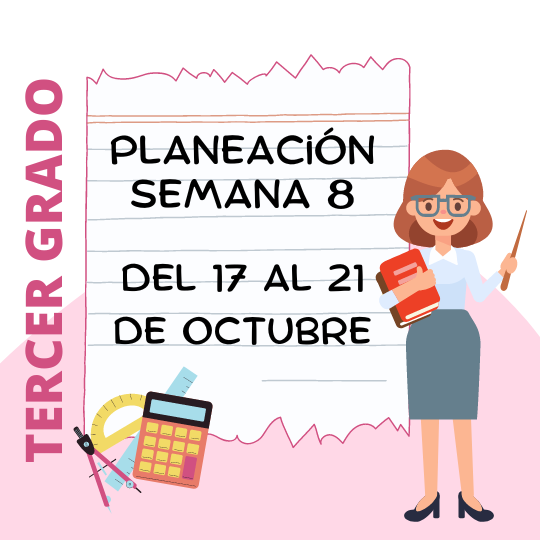 TERCER GRADO
PLANEACIÓN
SEMANA 8
DEL 17 AL 21
DE OCTUBRE